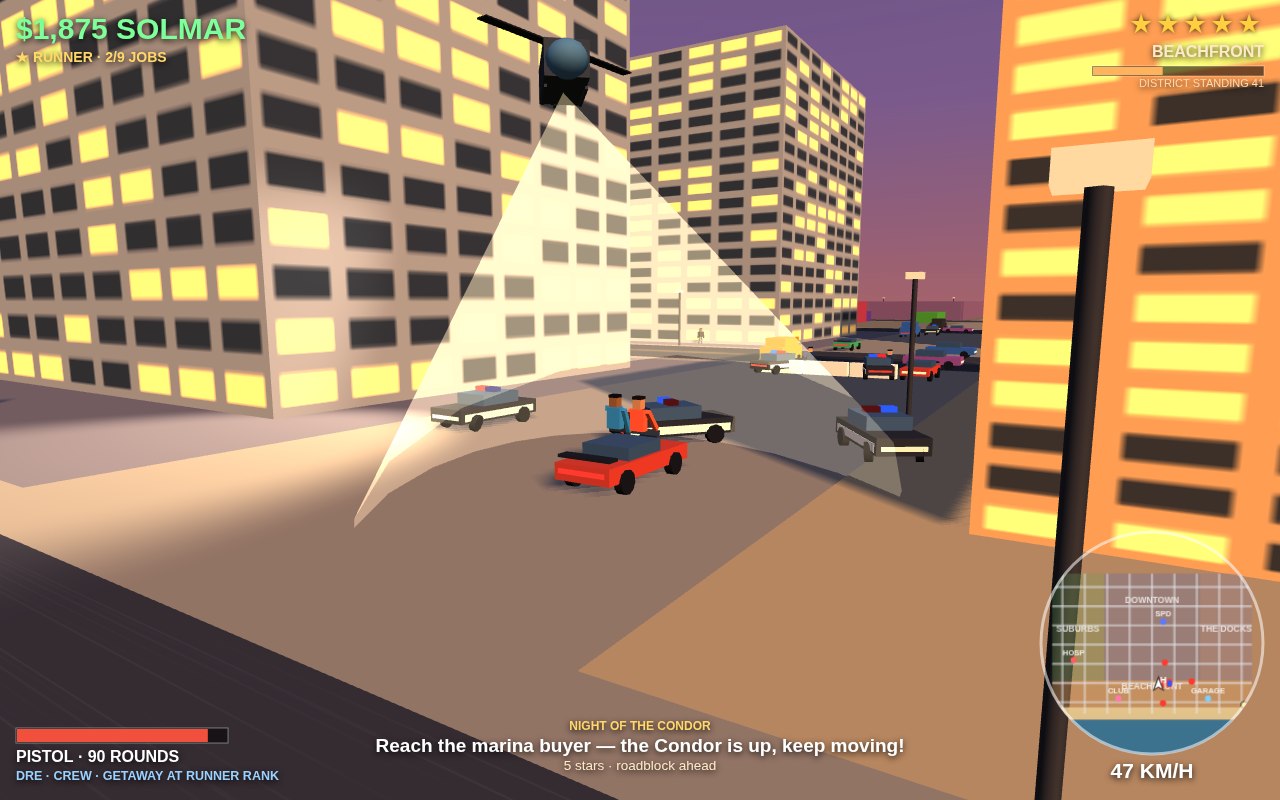 $1,875 SOLMAR
★ RUNNER · 2/9 JOBS
★ ★ ★ ★ ★
BEACHFRONT
DISTRICT STANDING 41
DOWNTOWN
SPD
SUBURBS
THE DOCKS
HOSP
H
CLUB
GARAGE
47 KM/H
NIGHT OF THE CONDOR
Reach the marina buyer — the Condor is up, keep moving!
5 stars · roadblock ahead
PISTOL · 90 ROUNDS
DRE · CREW · GETAWAY AT RUNNER RANK